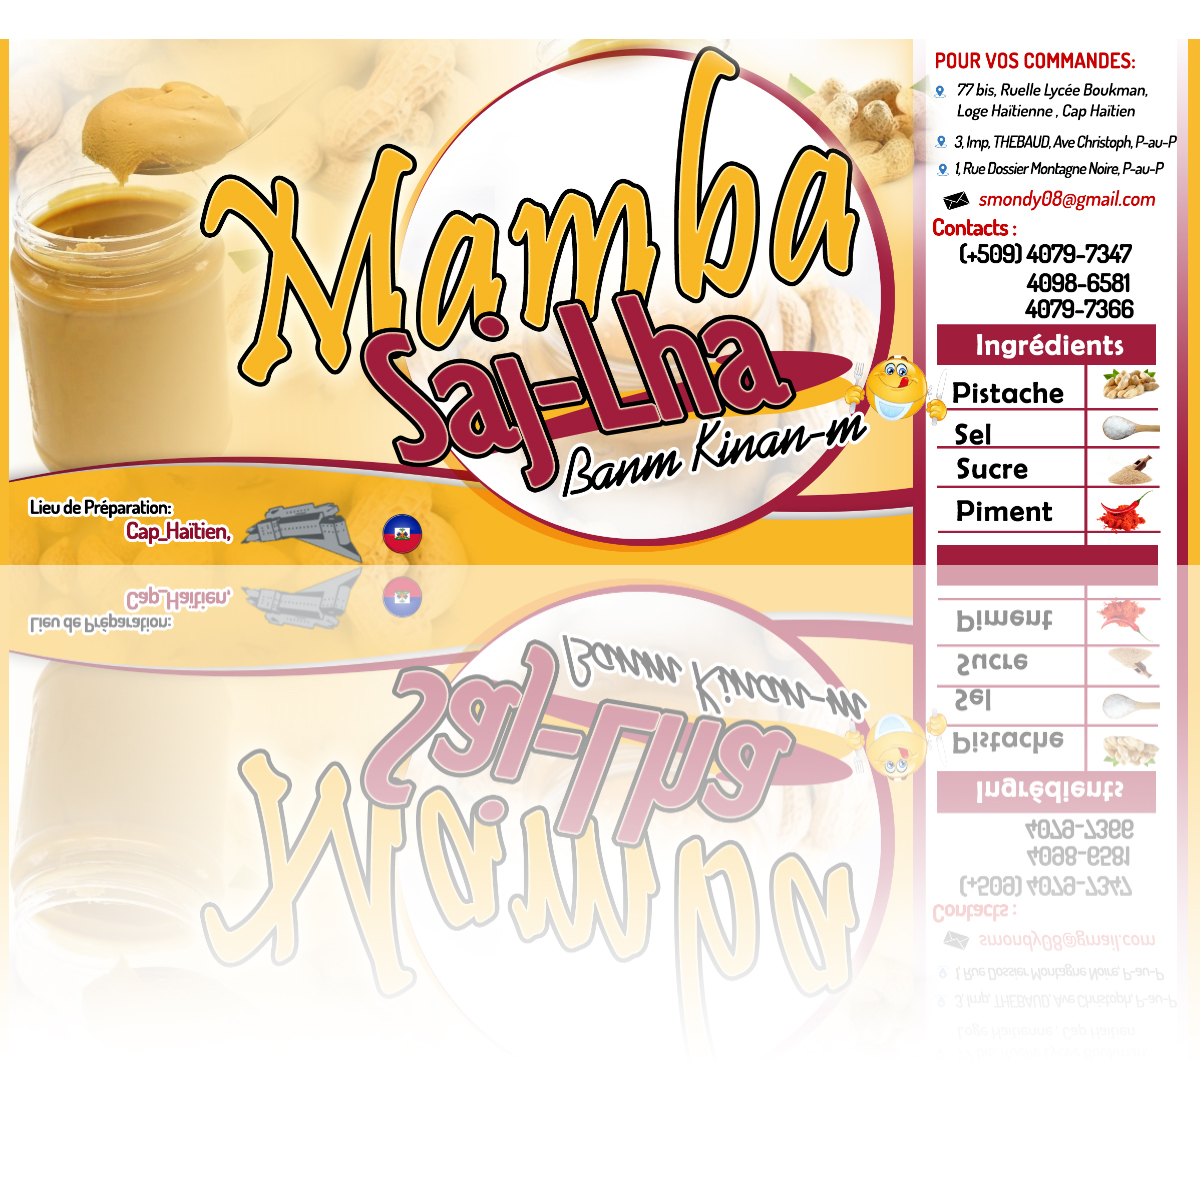 Mamba
Saj-Lha
Banm Kinan-m
Lieu de Préparation:
Cap_Haïtien,
POUR VOS COMMANDES:
77 bis, Ruelle Lycée Boukman,
Loge Haïtienne , Cap Haïtien
3, Imp, THEBAUD, Ave Christoph, P-au-P
1, Rue Dossier Montagne Noire, P-au-P
smondy08@gmail.com
Contacts :
(+509) 4079-7347
4098-6581
4079-7366
Ingrédients
Pistache
Sel
Sucre
Piment